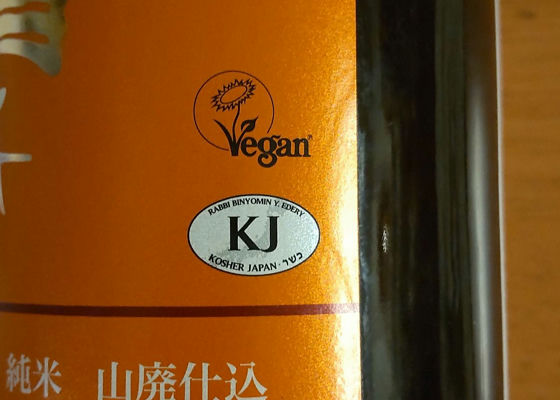 Vegan
RABBI BINYOMIN Y. EDERY
KJ
KOSHER JAPAN · כשר
純米 山廃仕込